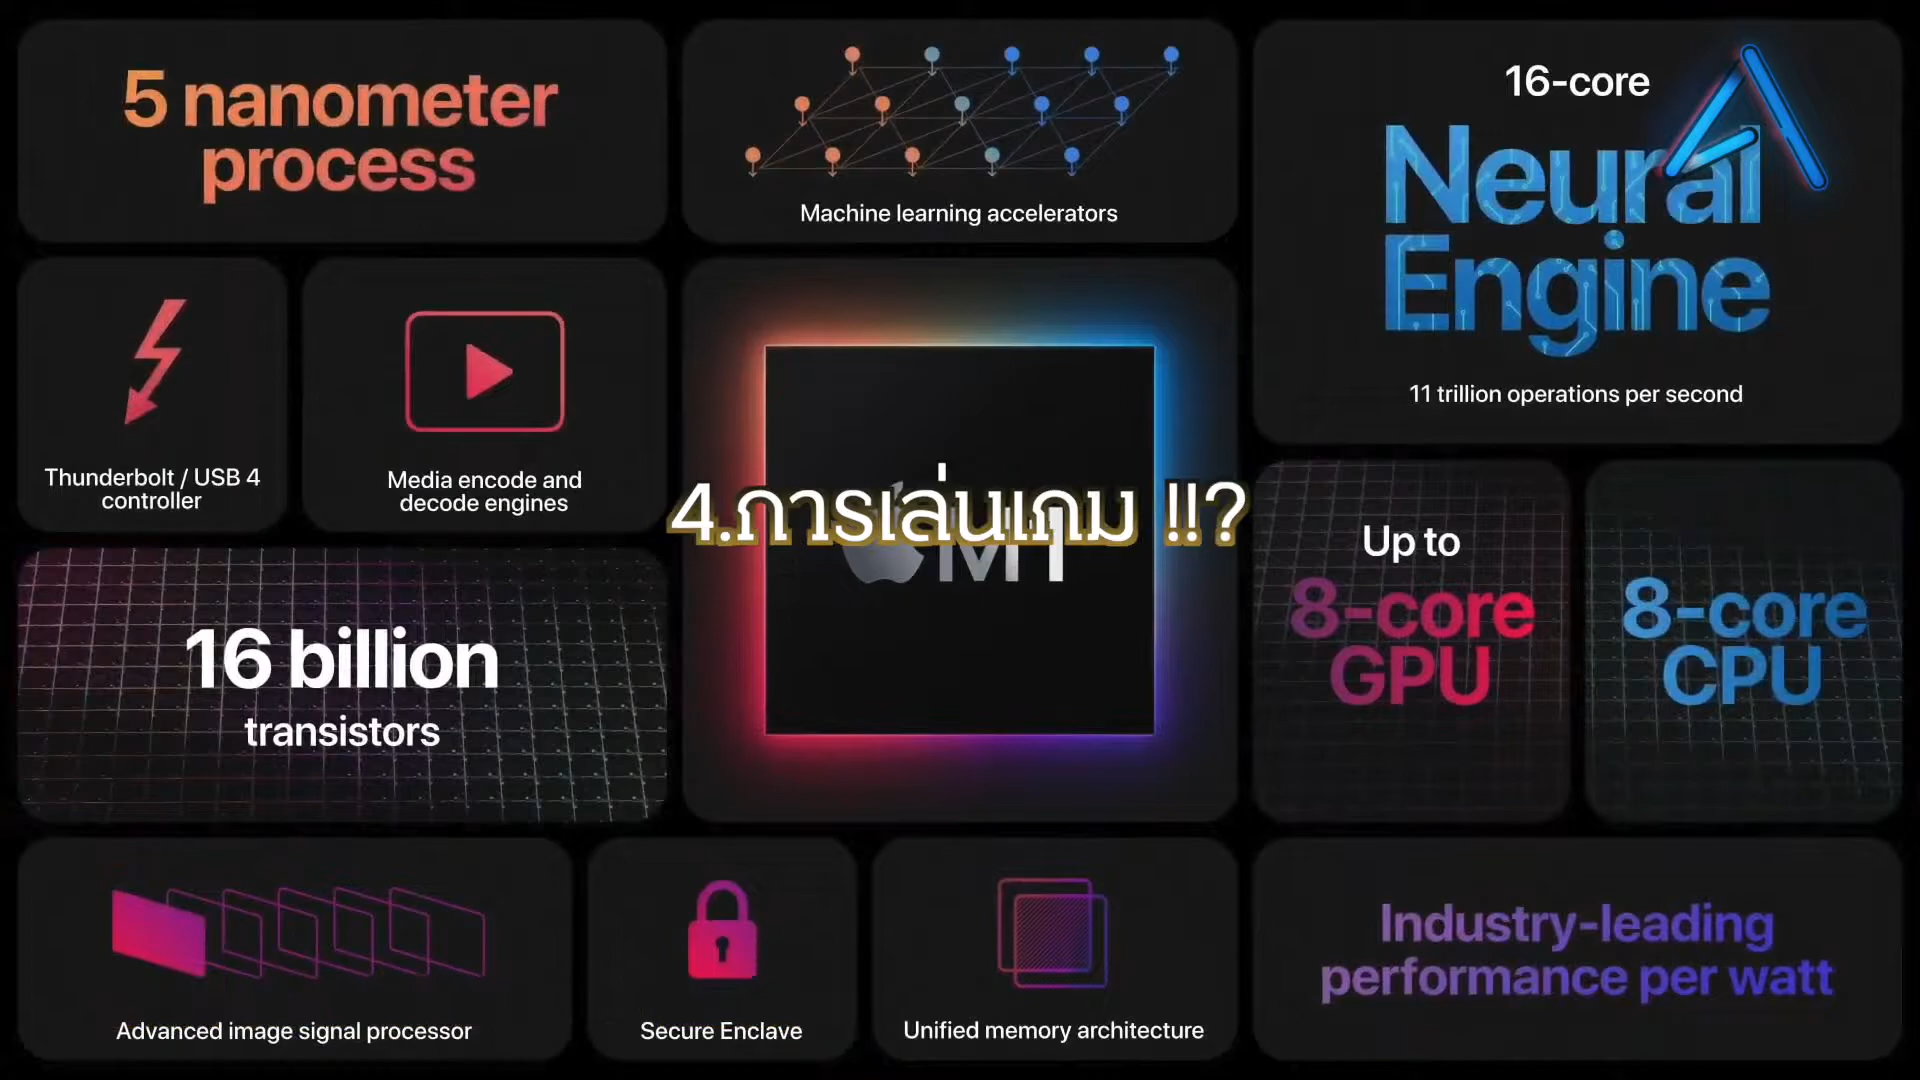 5 nanometer
process
Machine learning accelerators
16-core
Neural
Engine
11 trillion operations per second
Thunderbolt / USB 4
controller
Media encode and
decode engines
4.การเล่นเกม !!?
M1
Up to
8-core
GPU
8-core
CPU
16 billion
transistors
Advanced image signal processor
Secure Enclave
Unified memory architecture
Industry-leading
performance per watt